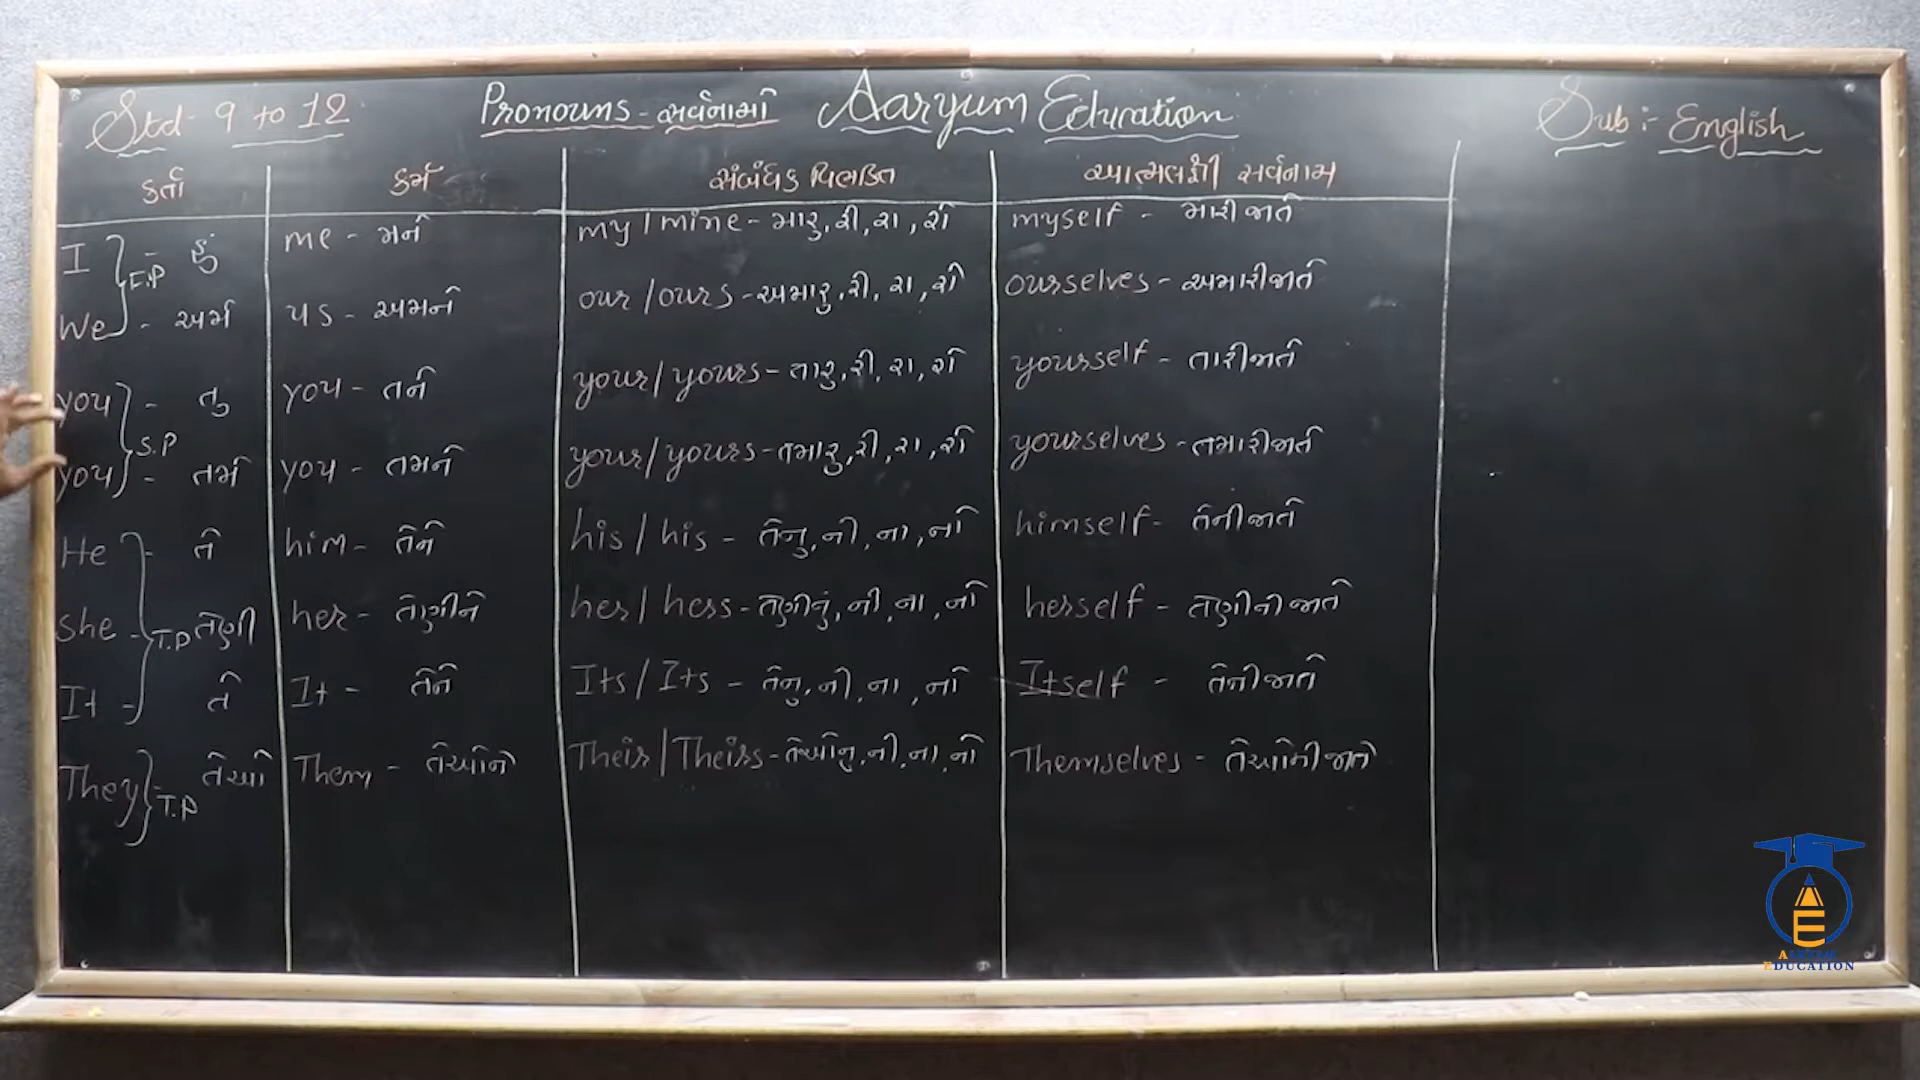 Std- 9 to 12 Pronouns - સર્વનામો Aaryum Education Sub:- English
કર્તા કર્મ સંબંધક વિભક્તિ આત્મલક્ષી સર્વનામ
I - હું me - મને my / mine - મારુ, રી, રા, રો myself - મારીજાતે
F.P
We - અમે us - અમને our / ours - અમારુ, રી, રા, રો ourselves - અમારીજાતે
you - તુ you - તને your / yours - તારુ, રી, રા, રો yourself - તારીજાતે
S.P
you - તમે you - તમને your / yours - તમારુ, રી, રા, રો yourselves - તમારીજાતે
He - તે him - તેને his / his - તેનુ, ની, ના, નો himself - તેનીજાતે
she - તેણી her - તેણીને her / hers - તેણીનું, ની, ના, નો herself - તેણીનીજાતે
T.P
It - તે It - તેને Its / Its - તેનુ, ની, ના, નો Itself - તેનીજાતે
They - તેઓ Them - તેઓને Their / Theirs - તેઓનુ, ની, ના, નો Themselves - તેઓનીજાતે
T.P
EDUCATION